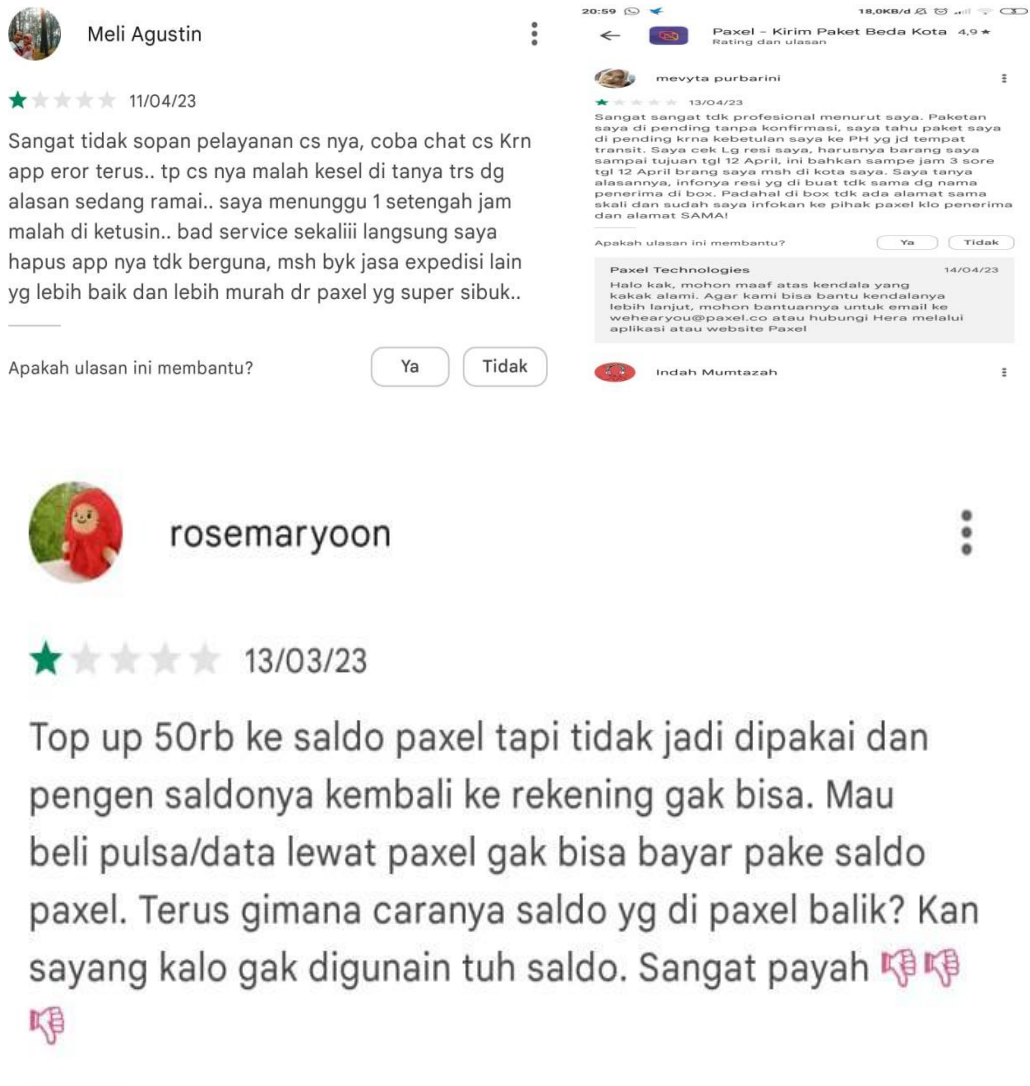 Meli Agustin
11/04/23
Sangat tidak sopan pelayanan cs nya, coba chat cs Krn
app eror terus.. tp cs nya malah kesel di tanya trs dg
alasan sedang ramai.. saya menunggu 1 setengah jam
malah di ketusin.. bad service sekaliii langsung saya
hapus app nya tdk berguna, msh byk jasa expedisi lain
yg lebih baik dan lebih murah dr paxel yg super sibuk..
Apakah ulasan ini membantu?
Ya
Tidak
20:59
18,0KB/d
Paxel - Kirim Paket Beda Kota 4,9★
Rating dan ulasan
mevyta purbarini
13/04/23
Sangat sangat tdk profesional menurut saya. Paketan
saya di pending tanpa konfirmasi, saya tahu paket saya
di pending krna kebetulan saya ke PH yg jd tempat
transit. Saya cek Lg resi saya, harusnya barang saya
sampai tujuan tgl 12 April, ini bahkan sampe jam 3 sore
tgl 12 April brang saya msh di kota saya. Saya tanya
alasannya, infonya resi yg di buat tdk sama dg nama
penerima di box. Padahal di box tdk ada alamat sama
skali dan sudah saya infokan ke pihak paxel klo penerima
dan alamat SAMA!
Apakah ulasan ini membantu?
Ya
Tidak
Paxel Technologies
14/04/23
Halo kak, mohon maaf atas kendala yang
kakak alami. Agar kami bisa bantu kendalanya
lebih lanjut, mohon bantuannya untuk email ke
wehearyou@paxel.co atau hubungi Hera melalui
aplikasi atau website Paxel
Indah Mumtazah
rosemaryoon
13/03/23
Top up 50rb ke saldo paxel tapi tidak jadi dipakai dan
pengen saldonya kembali ke rekening gak bisa. Mau
beli pulsa/data lewat paxel gak bisa bayar pake saldo
paxel. Terus gimana caranya saldo yg di paxel balik? Kan
sayang kalo gak digunain tuh saldo. Sangat payah 👎👎
👎